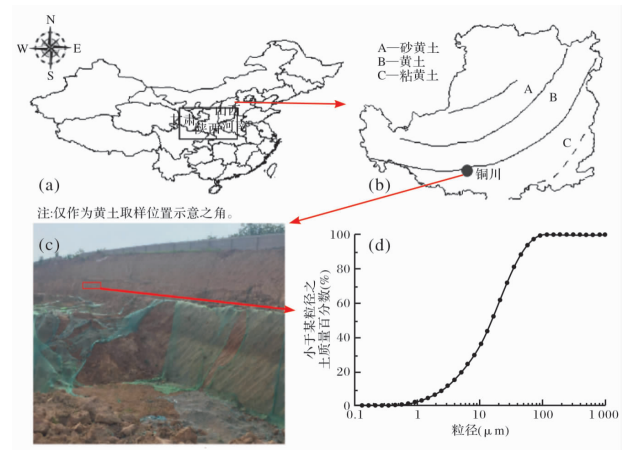 N
W
E
S
山西
甘肃
陕西
河南
(a)
A—砂黄土
B—黄土
C—粘黄土
A
B
C
铜川
(b)
注:仅作为黄土取样位置示意之角。
(c)
(d)
小于某粒径之
土质量百分数(%)
100
80
60
40
20
0
0.1
1
10
100
1 000
粒径(μm)